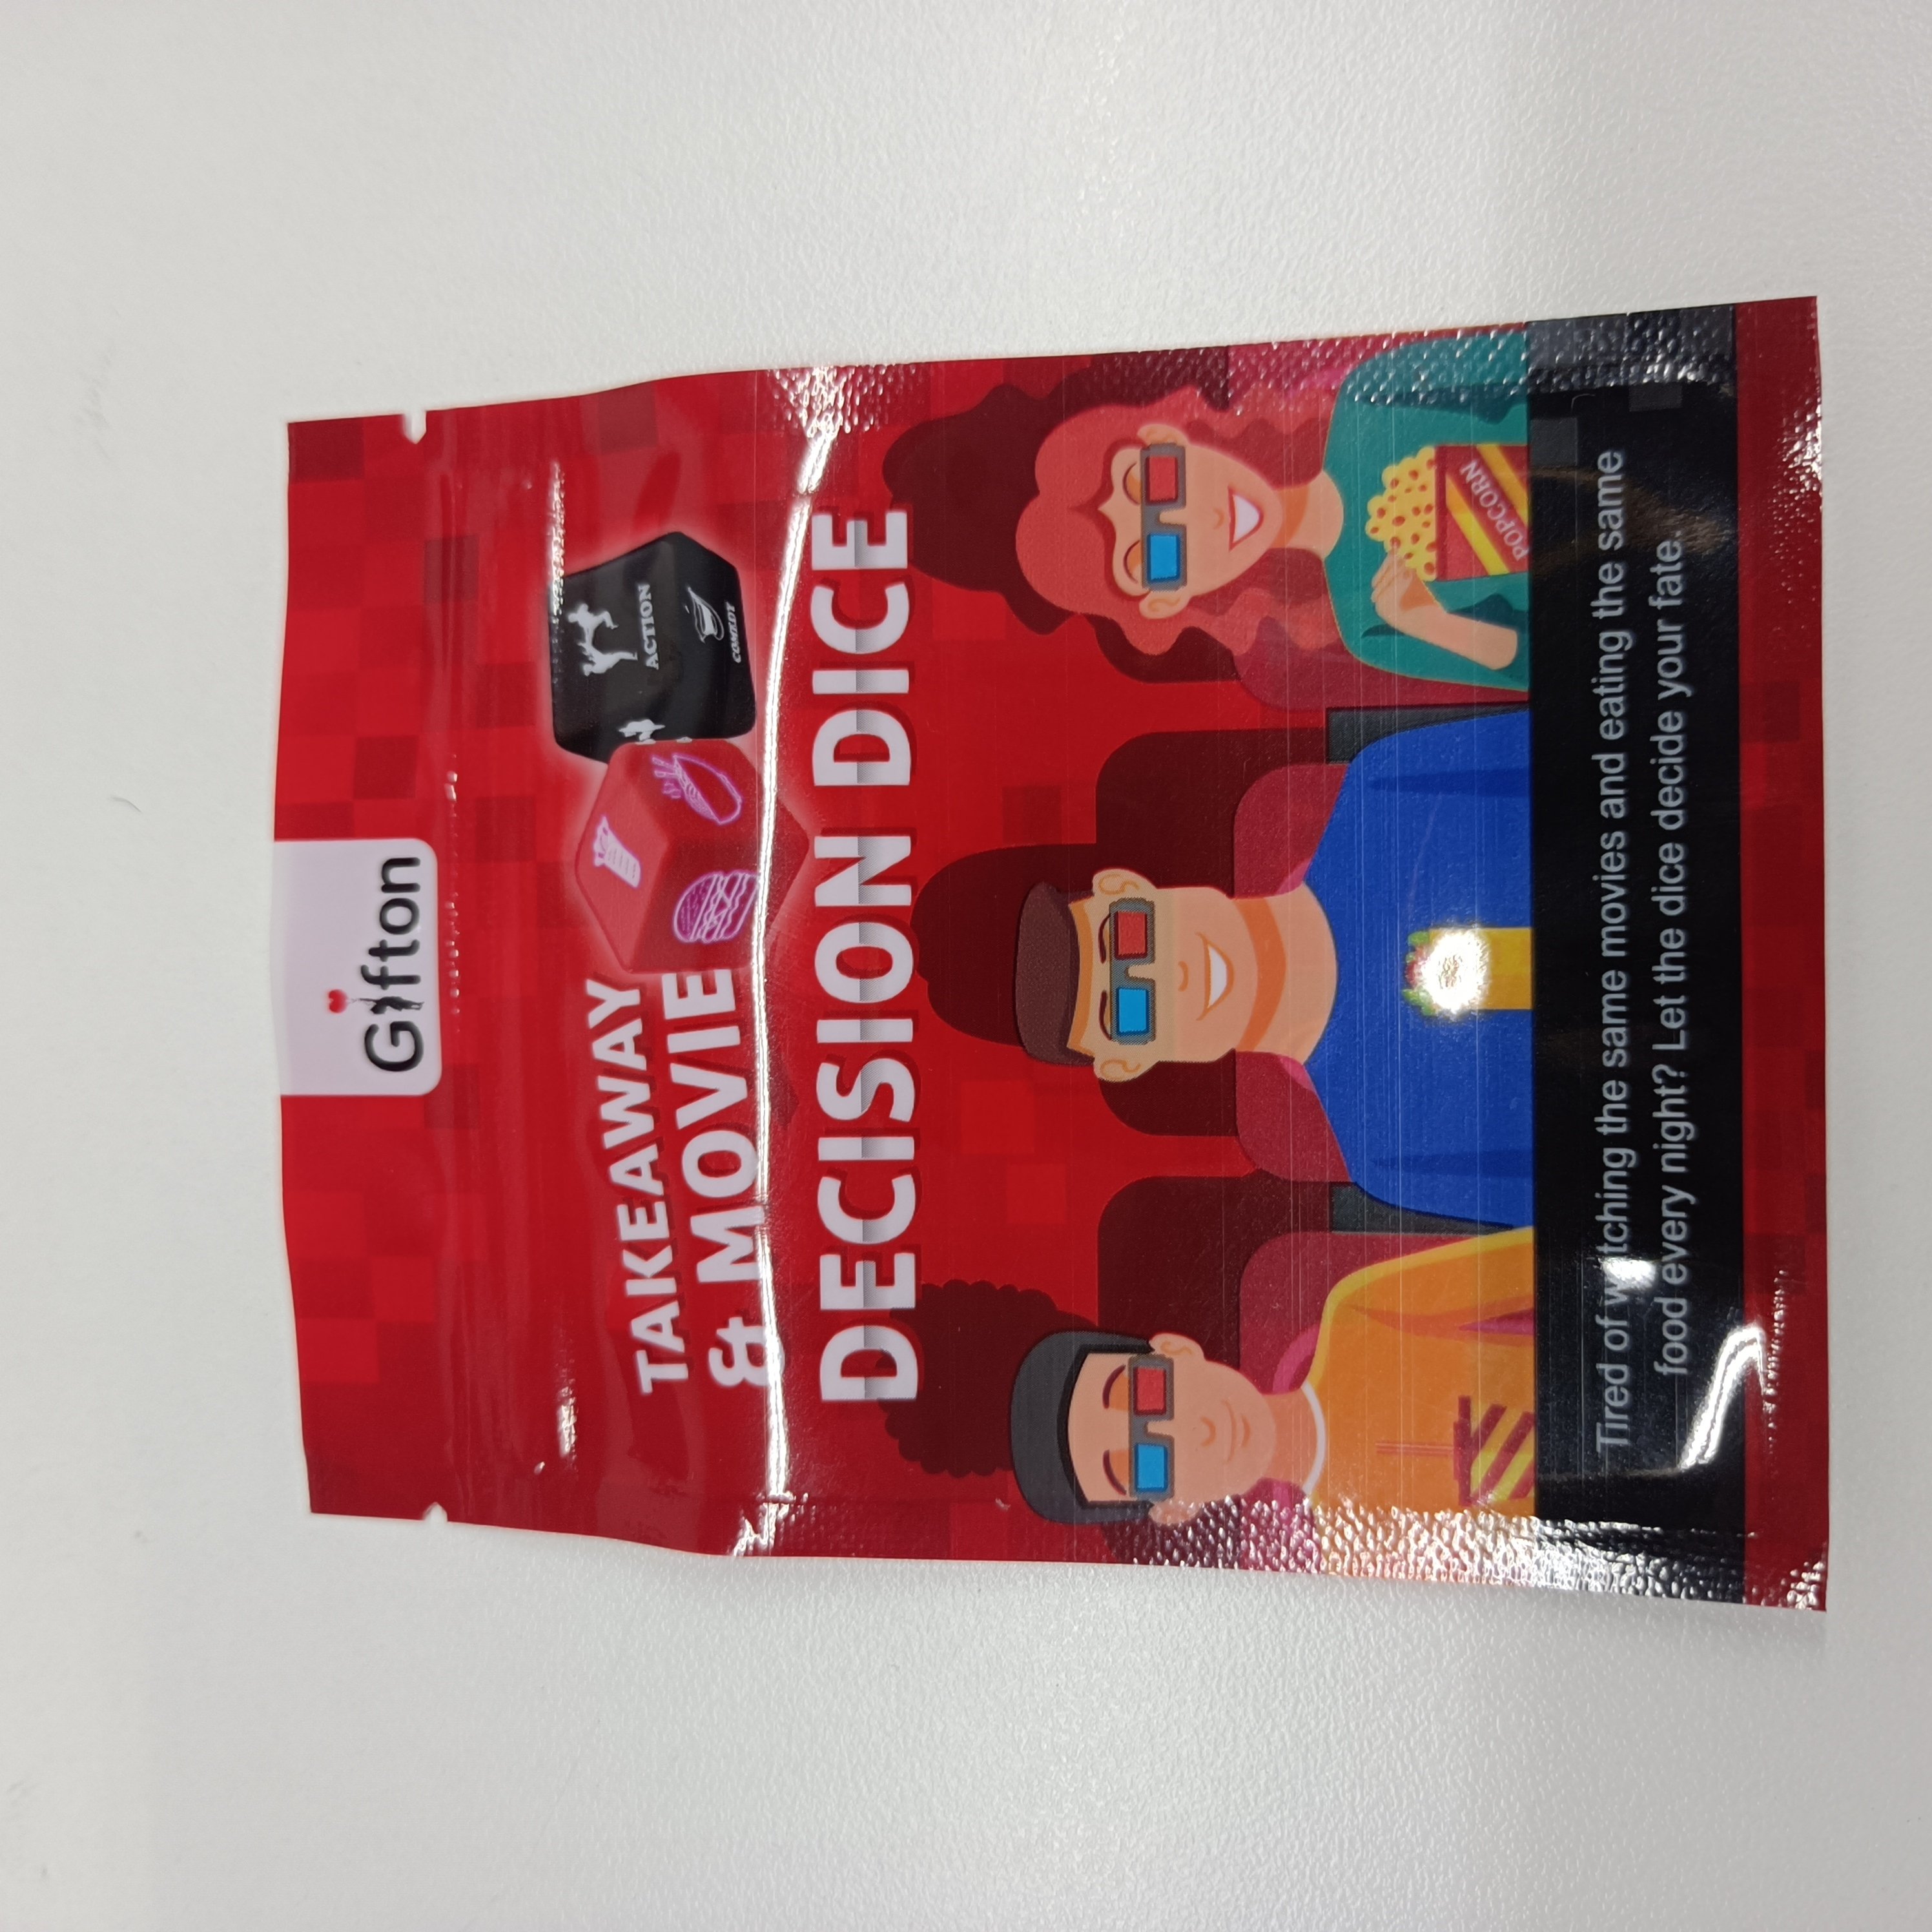 Gifton
TAKEAWAY
& MOVIE
ACTION
COMEDY
DECISION DICE
POPCORN
Tired of watching the same movies and eating the same
food every night? Let the dice decide your fate.